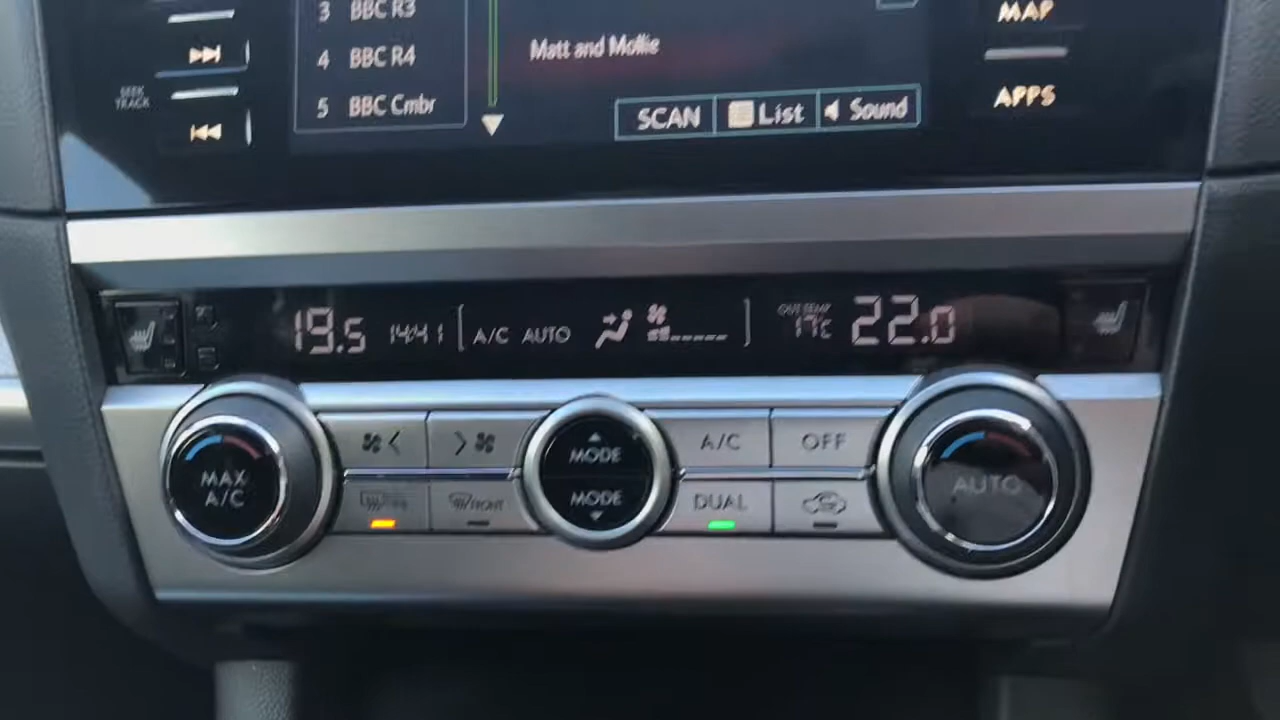 3 BBC R3
MAP
4 BBC R4
Matt and Mollie
SEEK
TRACK
5 BBC Cmbr
SCAN List Sound
APPS
19.5 14:41 A/C AUTO OUT TEMP 17°C 22.0
MAX
A/C
MODE
A/C OFF
AUTO
FRONT
MODE
DUAL